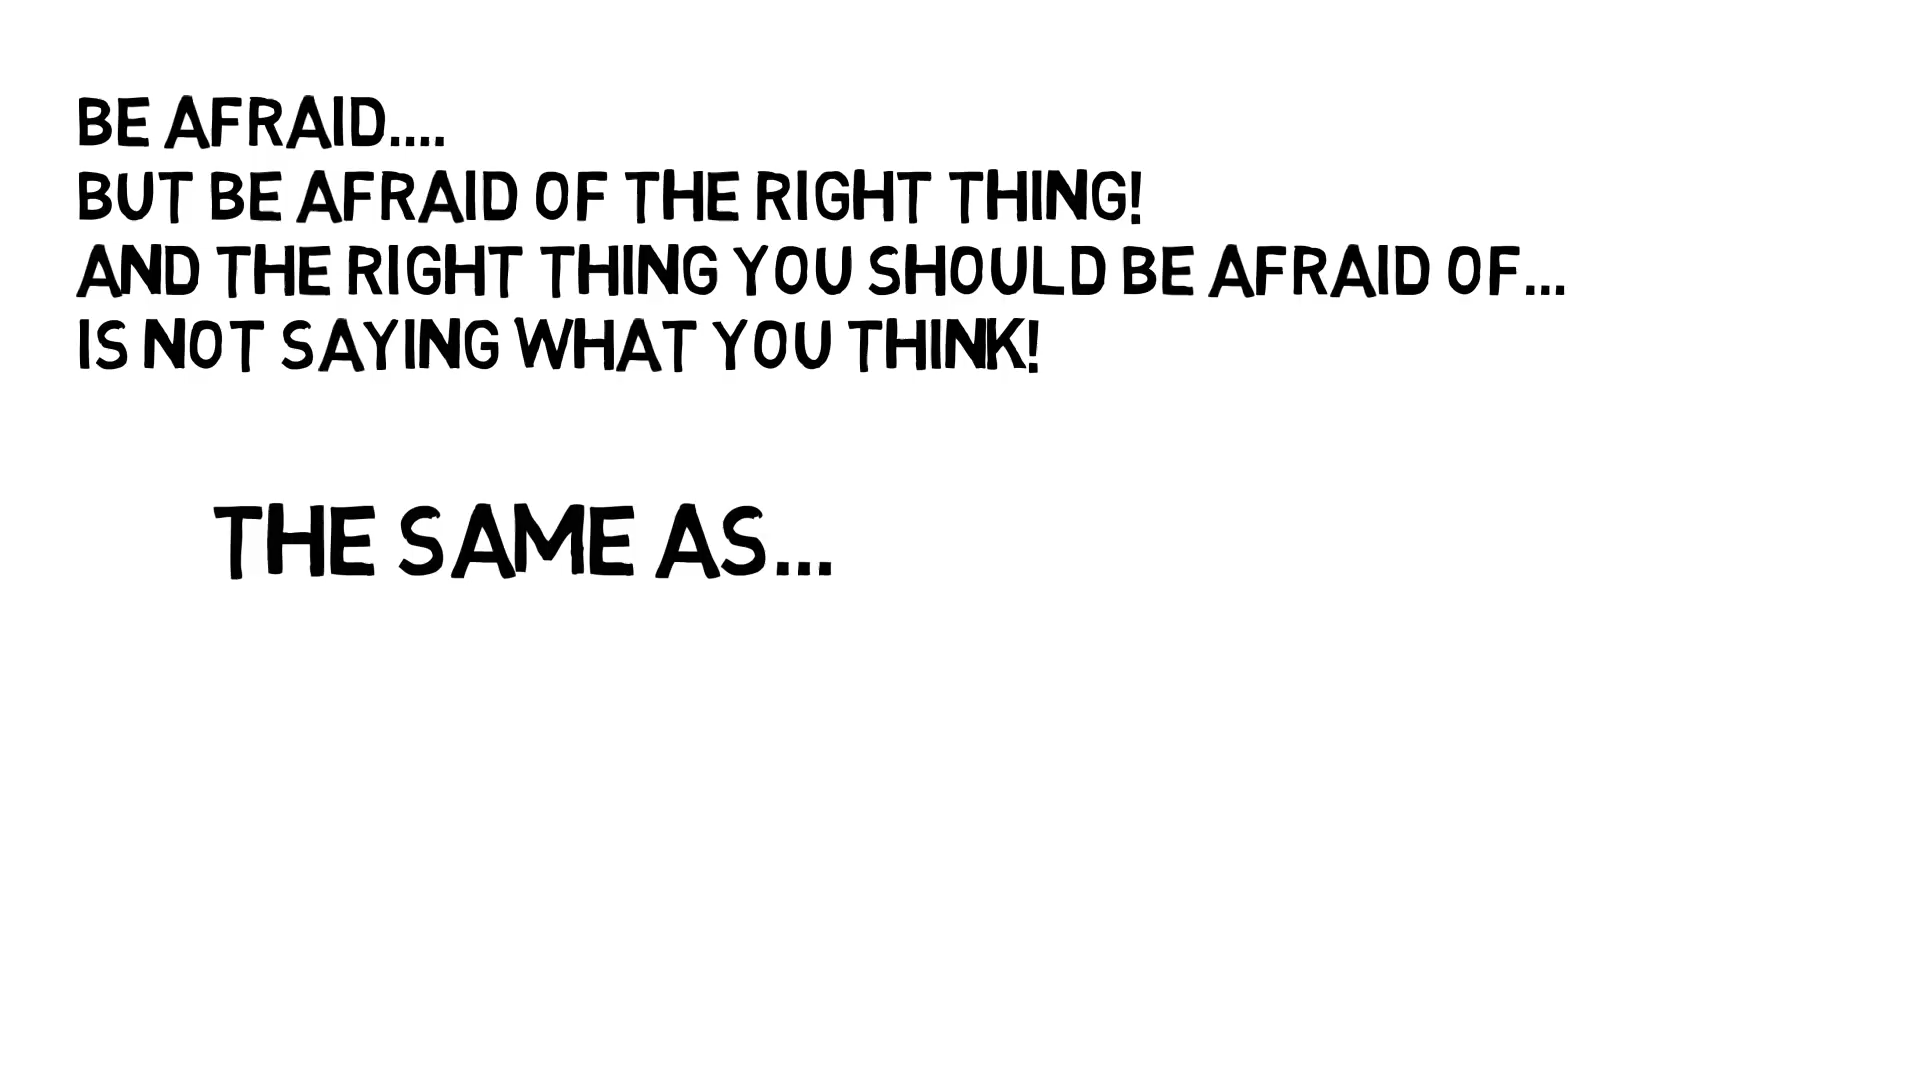 BE AFRAID....
BUT BE AFRAID OF THE RIGHT THING!
AND THE RIGHT THING YOU SHOULD BE AFRAID OF...
IS NOT SAYING WHAT YOU THINK!
THE SAME AS...